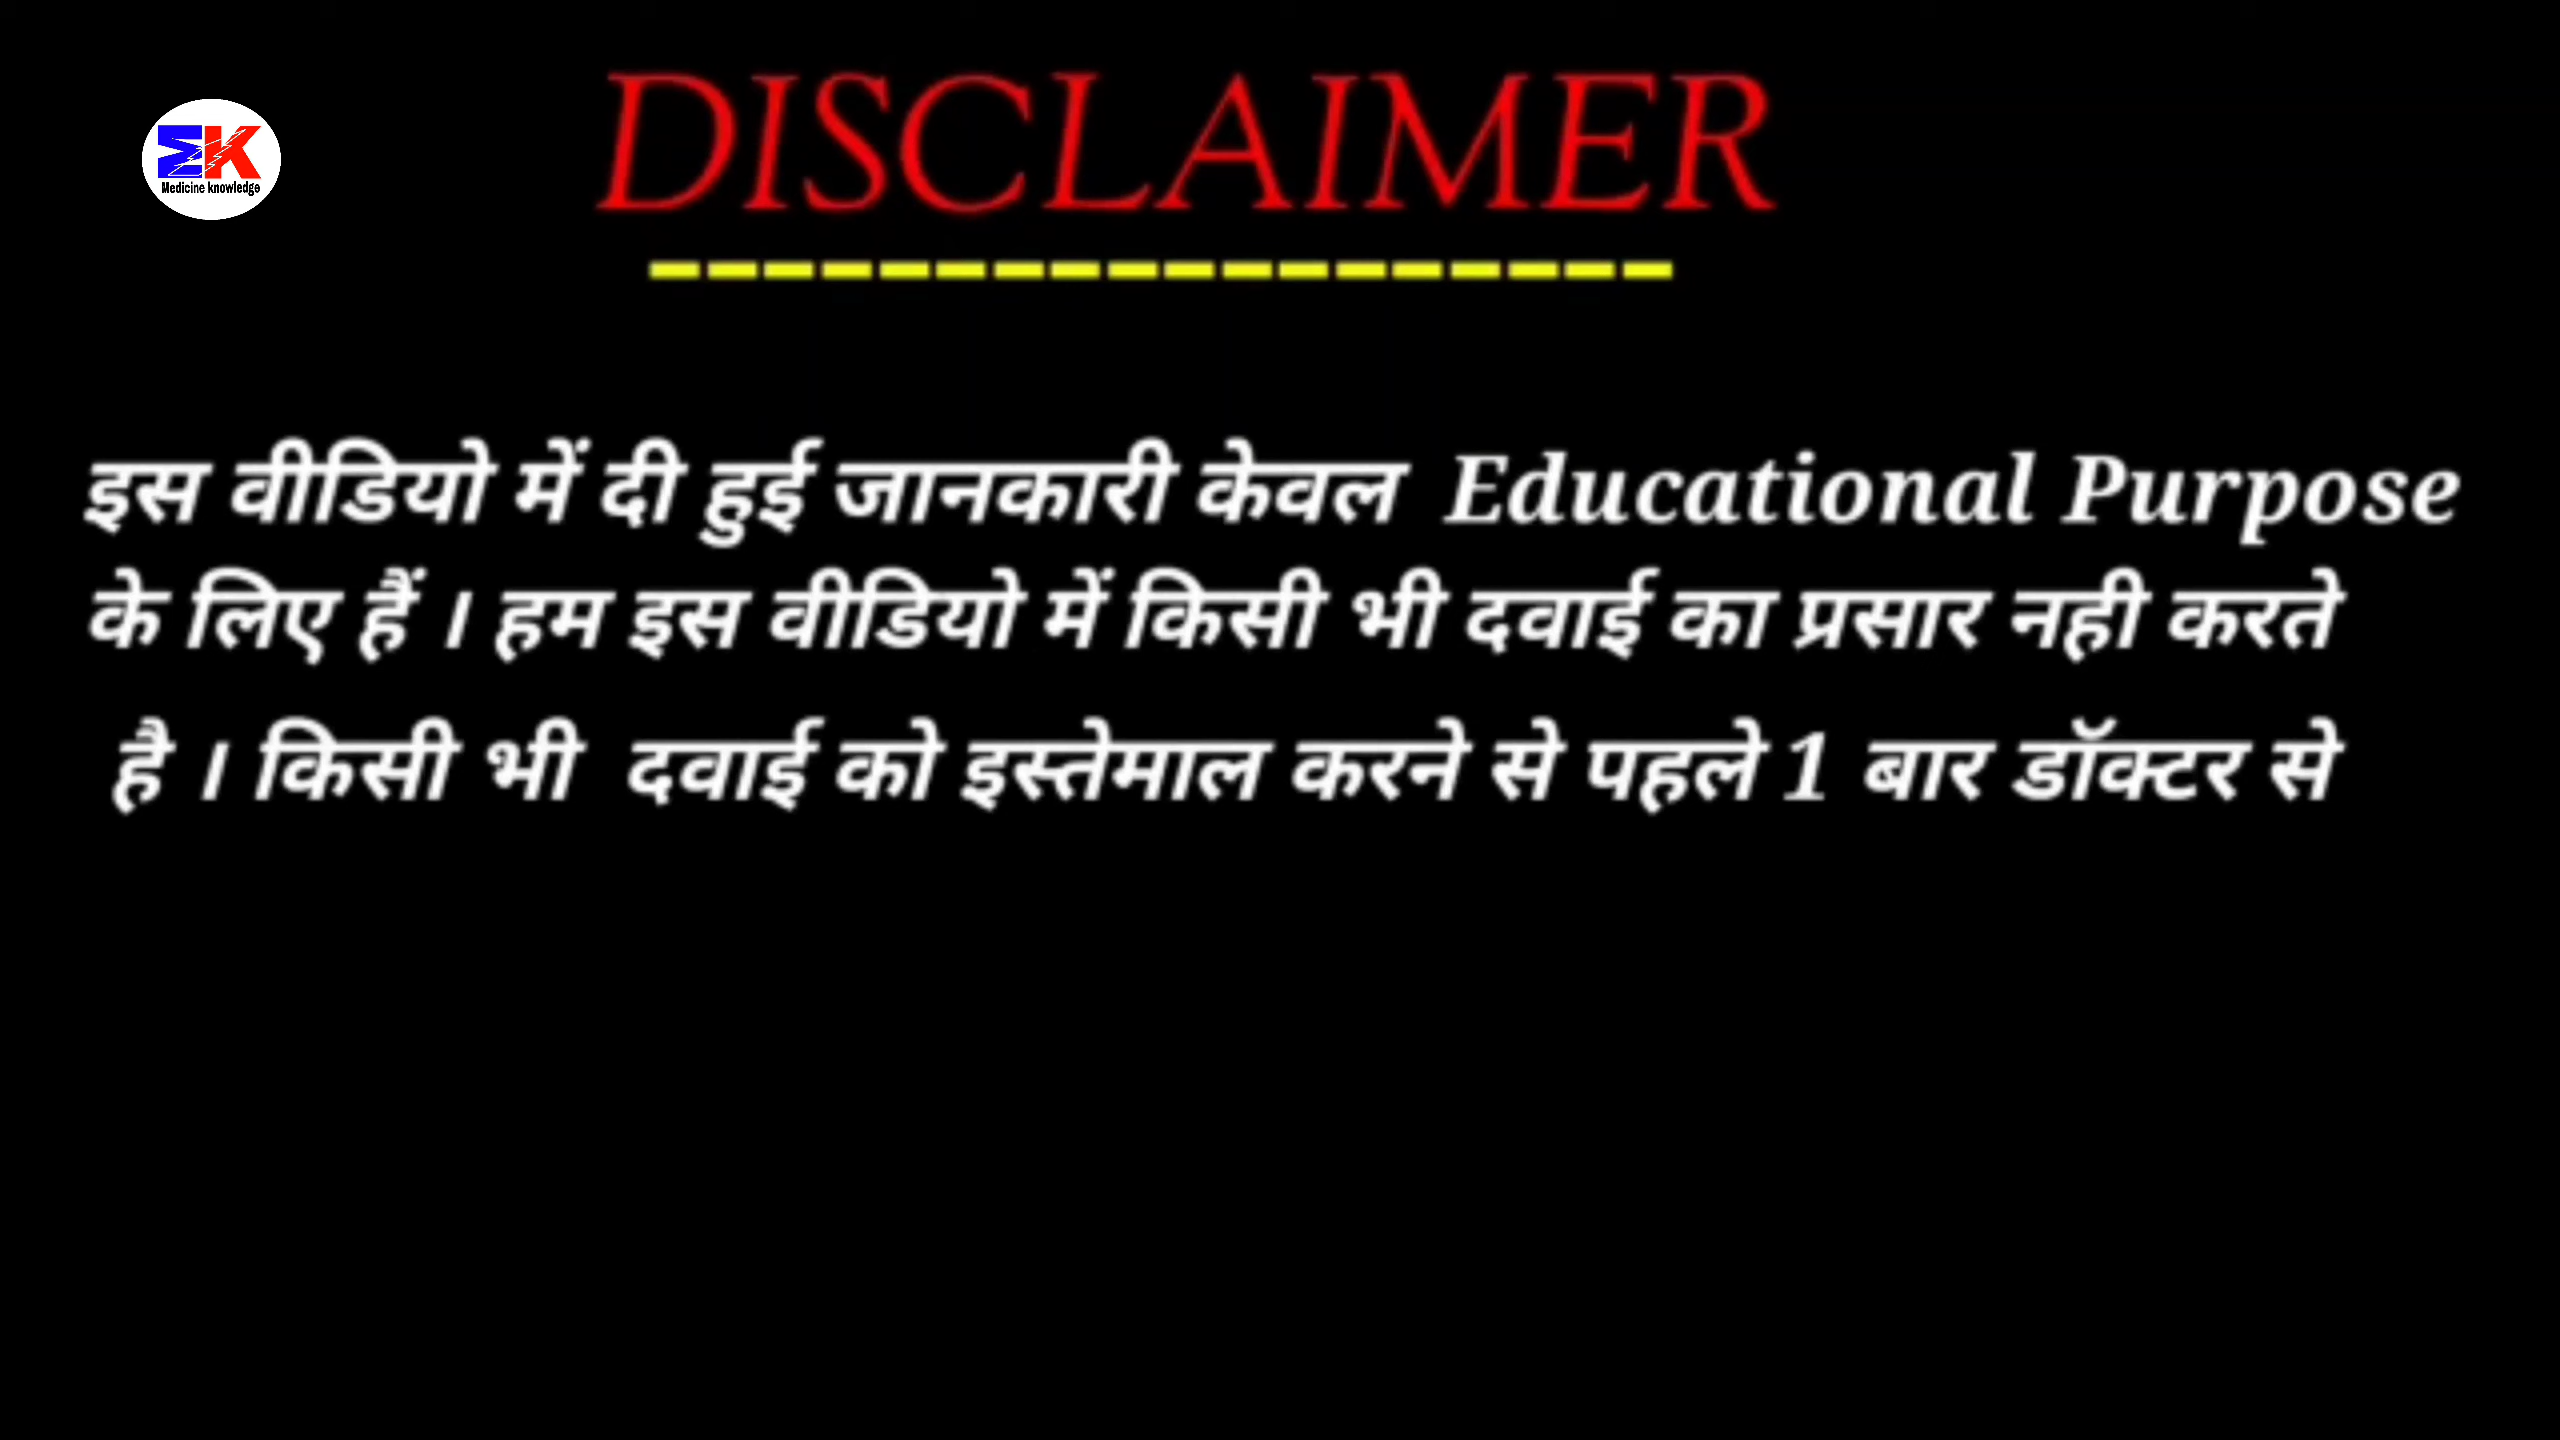 DISCLAIMER
MK
Medicine knowledge
------------------
इस वीडियो में दी हुई जानकारी केवल Educational Purpose
के लिए हैं । हम इस वीडियो में किसी भी दवाई का प्रसार नही करते
है । किसी भी दवाई को इस्तेमाल करने से पहले 1 बार डॉक्टर से